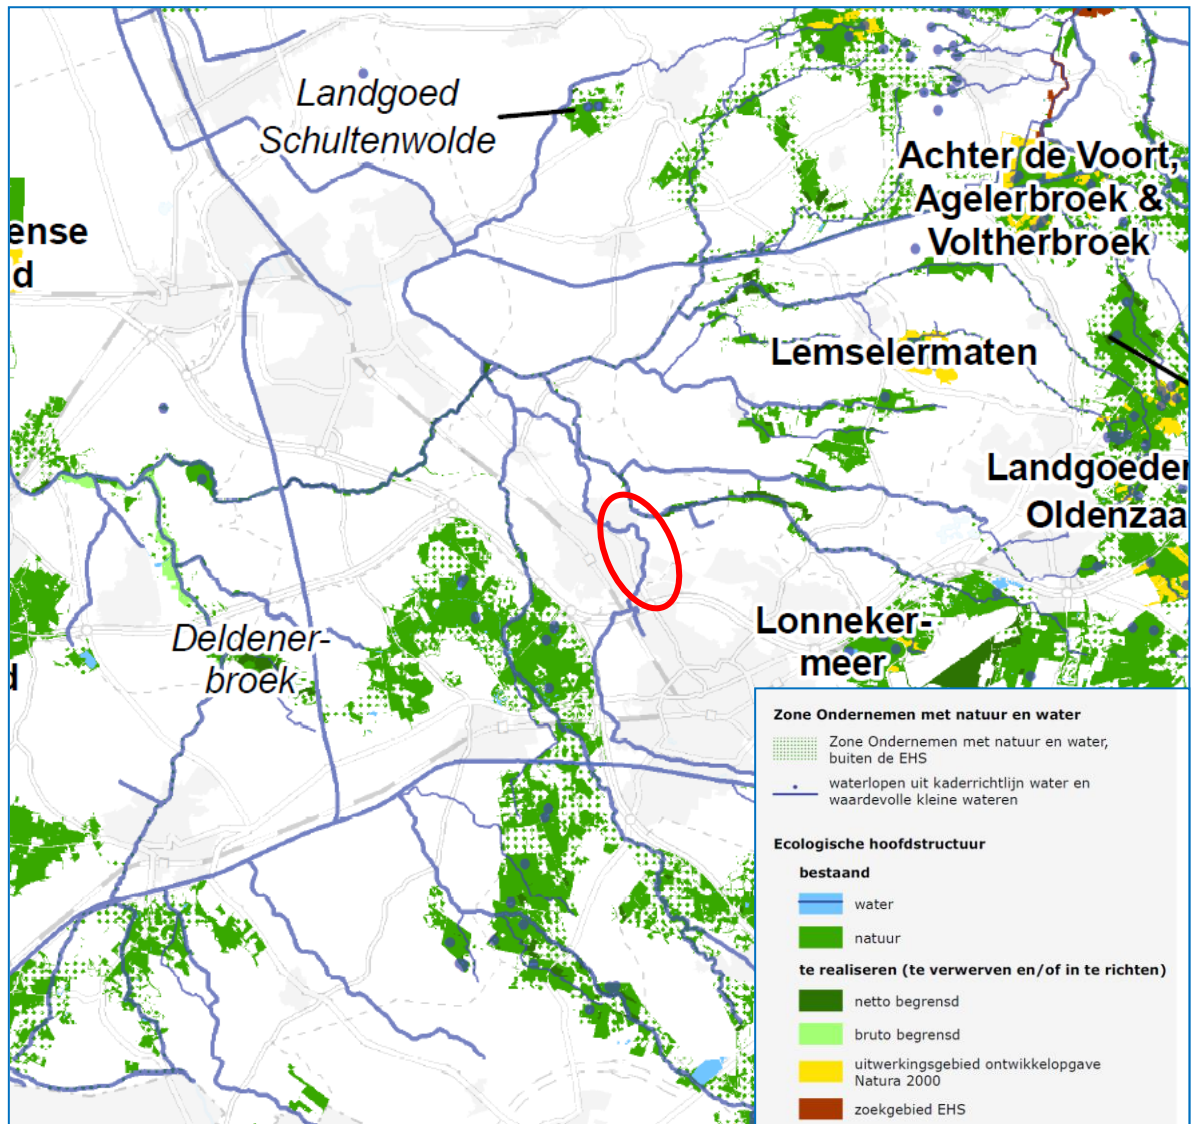 Landgoed
Schultenwolde
Achter de Voort,
Agelerbroek &
Voltherbroek
ense
d
Lemselermaten
Landgoeder
Oldenzaa
Lonneker-
meer
Deldener-
broek
d
Zone Ondernemen met natuur en water
Zone Ondernemen met natuur en water,
buiten de EHS
waterlopen uit kaderrichtlijn water en
waardevolle kleine wateren
Ecologische hoofdstructuur
bestaand
water
natuur
te realiseren (te verwerven en/of in te richten)
netto begrensd
bruto begrensd
uitwerkingsgebied ontwikkelopgave
Natura 2000
zoekgebied EHS